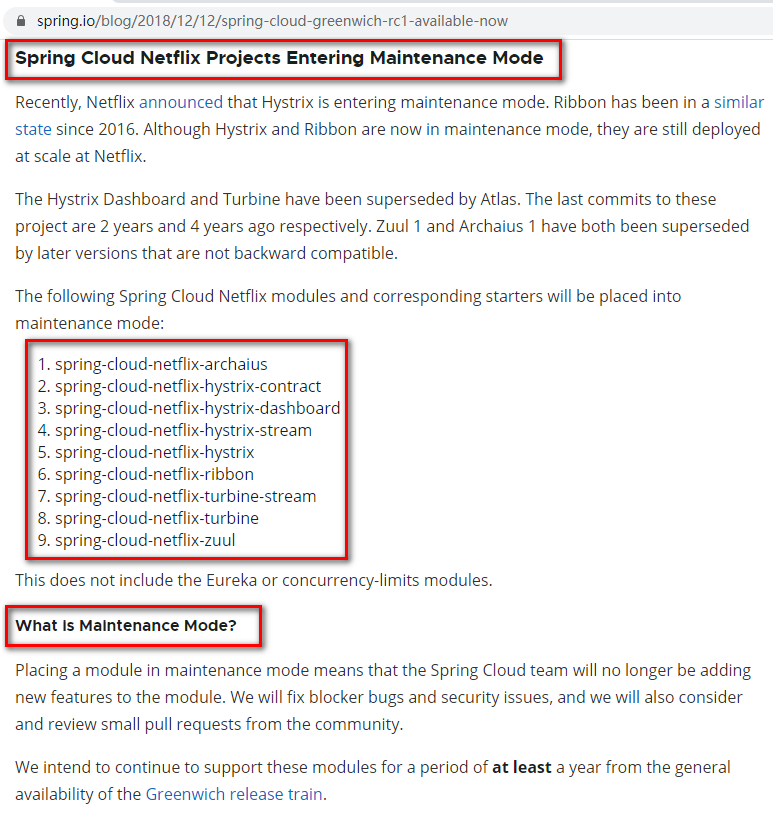 spring.io/blog/2018/12/12/spring-cloud-greenwich-rc1-available-now
Spring Cloud Netflix Projects Entering Maintenance Mode
Recently, Netflix announced that Hystrix is entering maintenance mode. Ribbon has been in a similar
state since 2016. Although Hystrix and Ribbon are now in maintenance mode, they are still deployed
at scale at Netflix.
The Hystrix Dashboard and Turbine have been superseded by Atlas. The last commits to these
project are 2 years and 4 years ago respectively. Zuul 1 and Archaius 1 have both been superseded
by later versions that are not backward compatible.
The following Spring Cloud Netflix modules and corresponding starters will be placed into
maintenance mode:
1. spring-cloud-netflix-archaius
2. spring-cloud-netflix-hystrix-contract
3. spring-cloud-netflix-hystrix-dashboard
4. spring-cloud-netflix-hystrix-stream
5. spring-cloud-netflix-hystrix
6. spring-cloud-netflix-ribbon
7. spring-cloud-netflix-turbine-stream
8. spring-cloud-netflix-turbine
9. spring-cloud-netflix-zuul
This does not include the Eureka or concurrency-limits modules.
What is Maintenance Mode?
Placing a module in maintenance mode means that the Spring Cloud team will no longer be adding
new features to the module. We will fix blocker bugs and security issues, and we will also consider
and review small pull requests from the community.
We intend to continue to support these modules for a period of at least a year from the general
availability of the Greenwich release train.